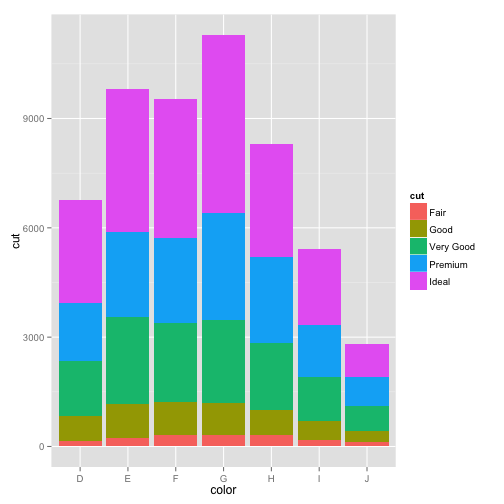 9000
6000
3000
0
cut
D E F G H I J
color
cut
Fair
Good
Very Good
Premium
Ideal